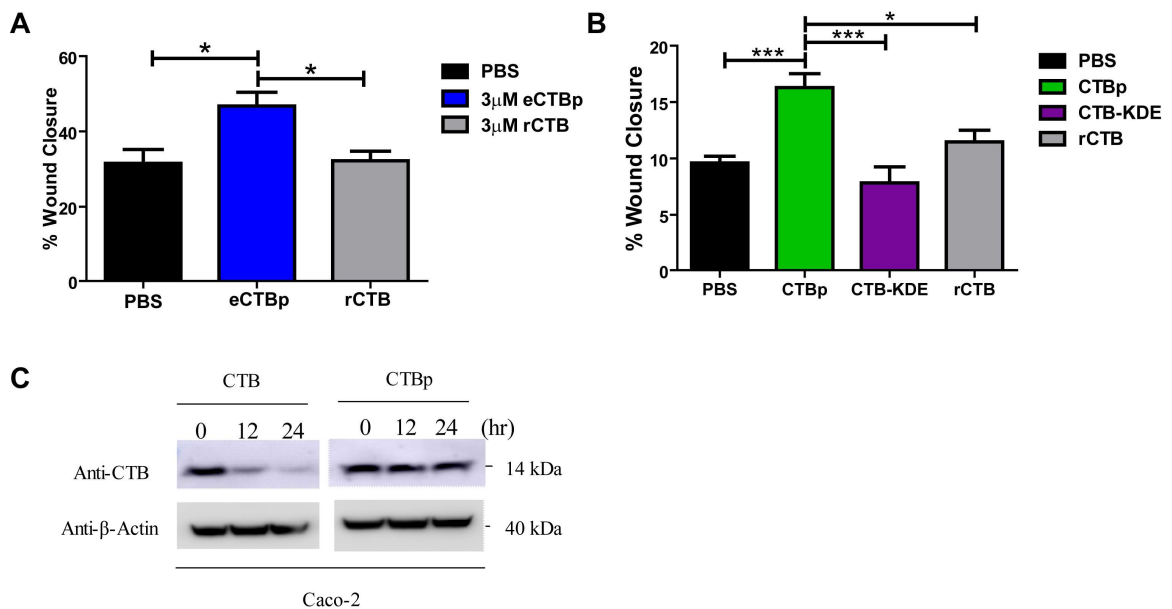 A
60
40
20
0
% Wound Closure
*
*
PBS
eCTBp
rCTB
PBS
3μM eCTBp
3μM rCTB
B
20
15
10
5
0
% Wound Closure
*
***
***
PBS
CTBp
CTB-KDE
rCTB
PBS
CTBp
CTB-KDE
rCTB
C
CTB
CTBp
0 12 24 0 12 24 (hr)
Anti-CTB - 14 kDa
Anti-β-Actin - 40 kDa
Caco-2